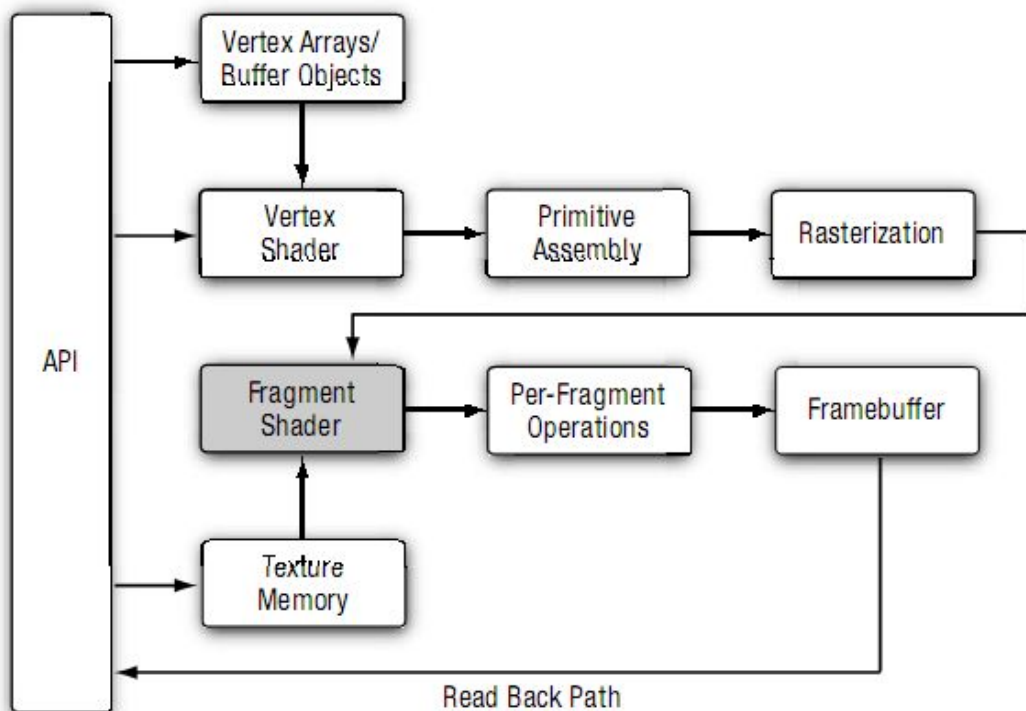 Vertex Arrays/
Buffer Objects
Vertex
Shader
Primitive
Assembly
Rasterization
API
Fragment
Shader
Per-Fragment
Operations
Framebuffer
Texture
Memory
Read Back Path